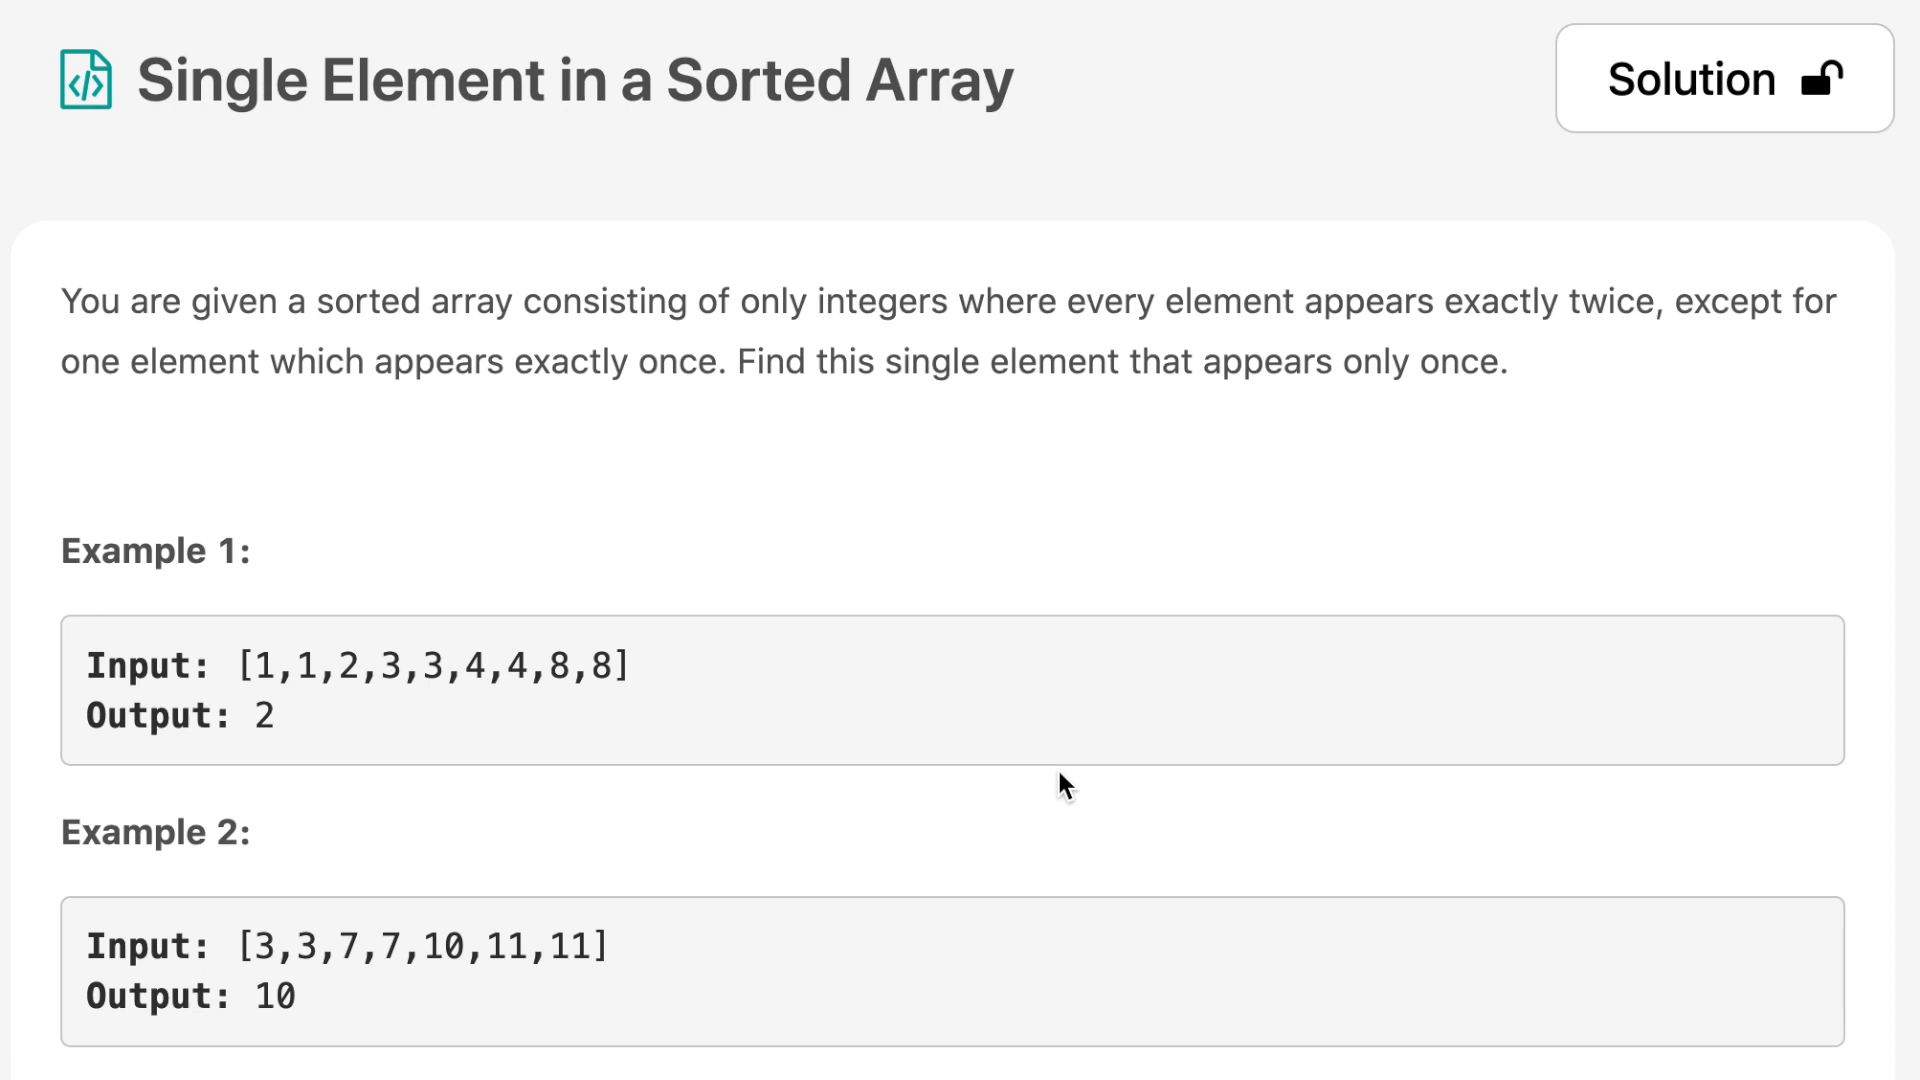 Single Element in a Sorted Array
Solution
You are given a sorted array consisting of only integers where every element appears exactly twice, except for
one element which appears exactly once. Find this single element that appears only once.
Example 1:
Input: [1,1,2,3,3,4,4,8,8]
Output: 2
Example 2:
Input: [3,3,7,7,10,11,11]
Output: 10